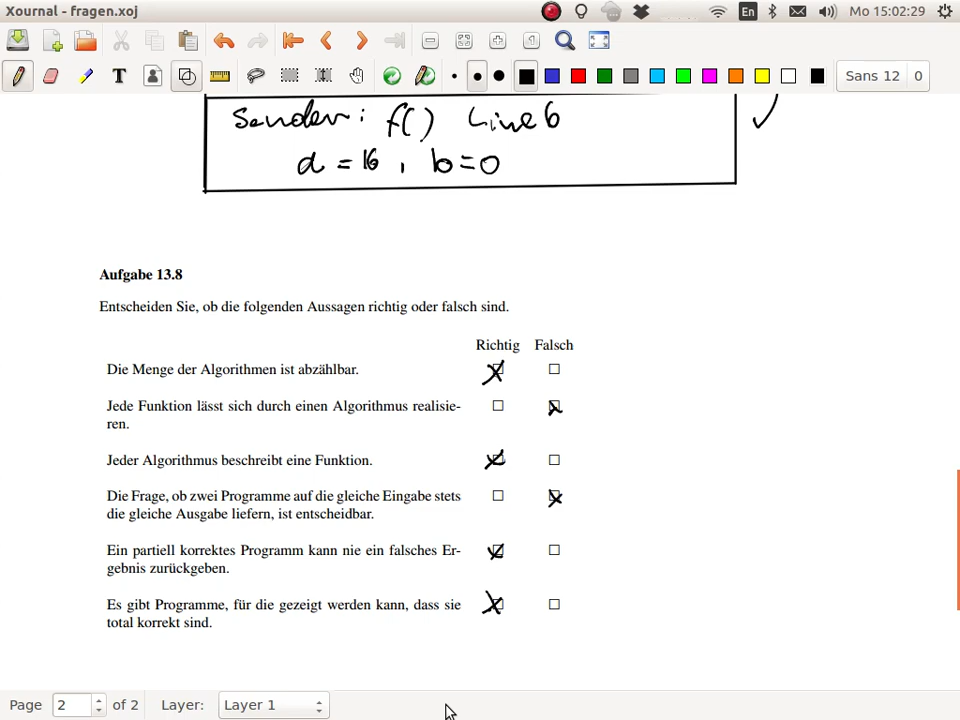 Xournal - fragen.xoj
En
Mo 15:02:29
T
Sans 12
0
Senden: f() Line 6
a = 16, b = 0
Aufgabe 13.8
Entscheiden Sie, ob die folgenden Aussagen richtig oder falsch sind.
Richtig Falsch
Die Menge der Algorithmen ist abzählbar.
Jede Funktion lässt sich durch einen Algorithmus realisie-
ren.
Jeder Algorithmus beschreibt eine Funktion.
Die Frage, ob zwei Programme auf die gleiche Eingabe stets
die gleiche Ausgabe liefern, ist entscheidbar.
Ein partiell korrektes Programm kann nie ein falsches Er-
gebnis zurückgeben.
Es gibt Programme, für die gezeigt werden kann, dass sie
total korrekt sind.
Page 2 of 2 Layer: Layer 1